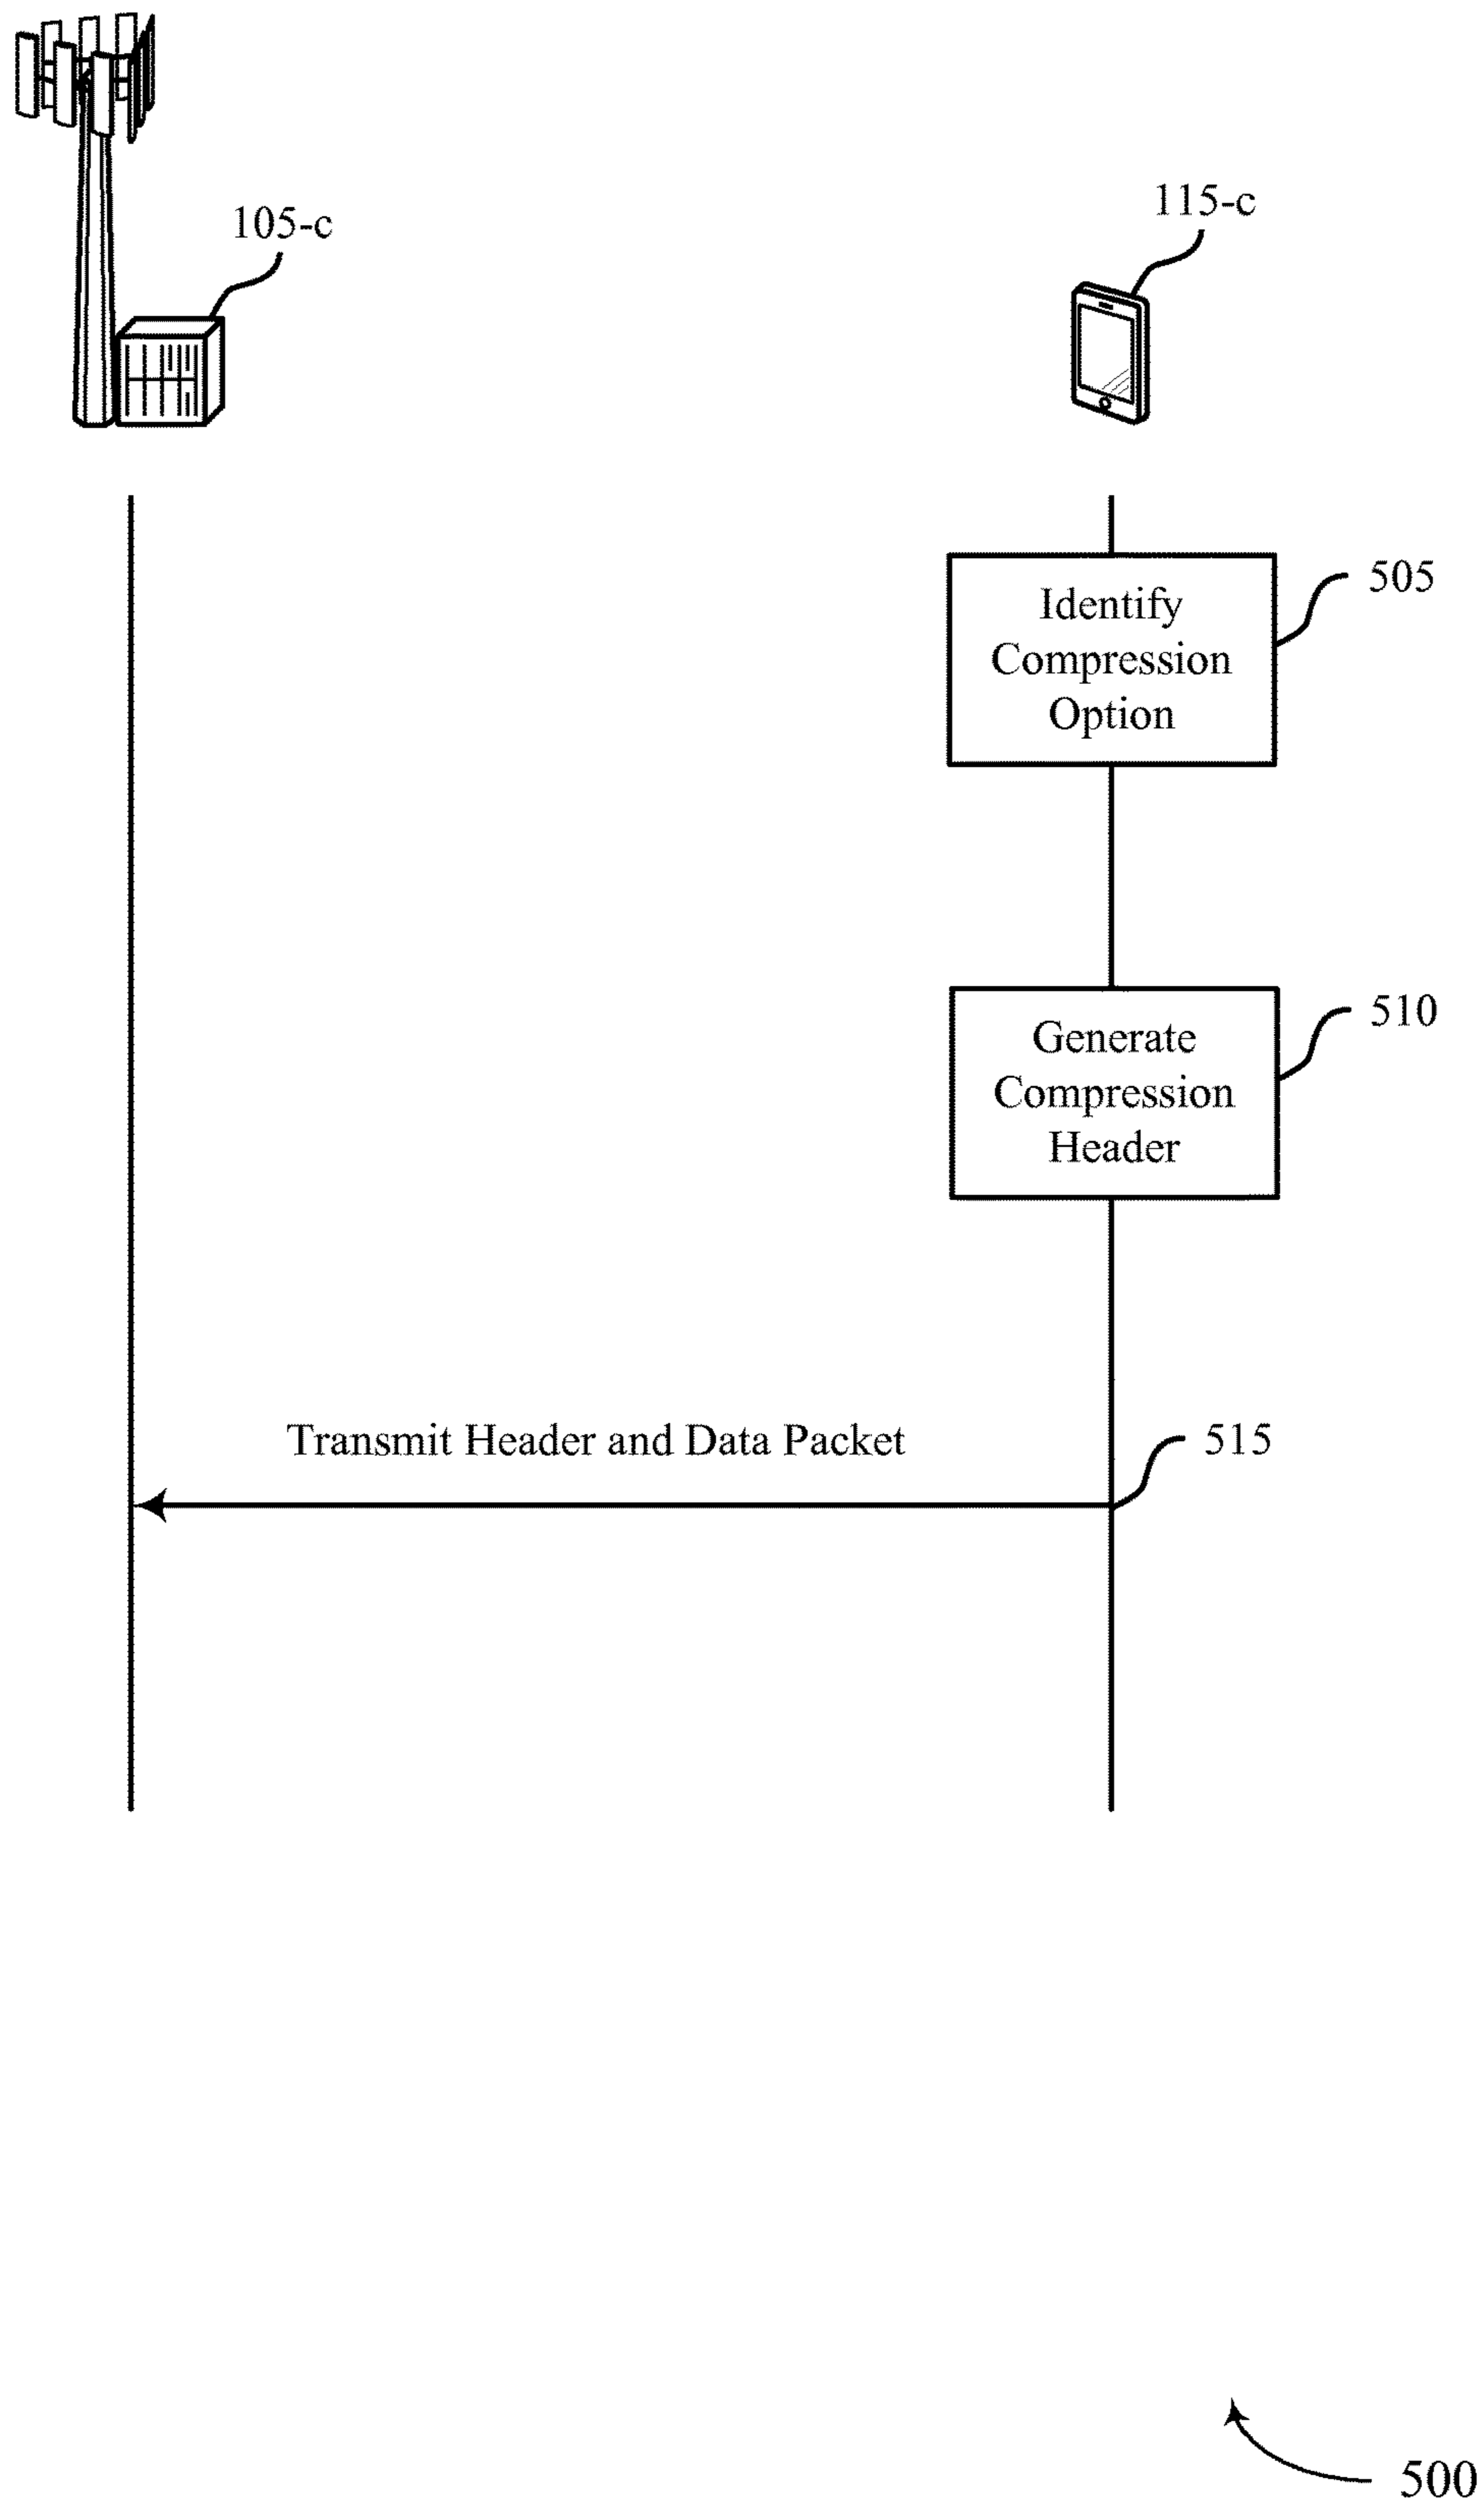 115-c
105-c
505
Identify
Compression
Option
510
Generate
Compression
Header
Transmit Header and Data Packet
515
500